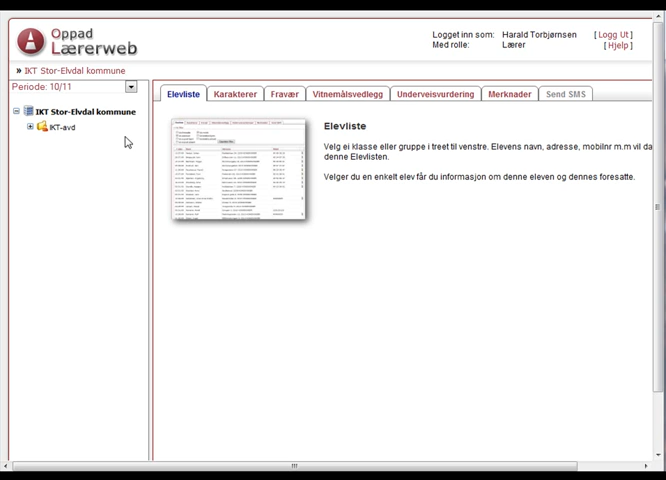 Oppad
Lærerweb
Logget inn som: Harald Torbjørnsen [ Logg Ut ]
Med rolle: Lærer [ Hjelp ]
» IKT Stor-Elvdal kommune
Periode: 10/11
Elevliste Karakterer Fravær Vitnemålsvedlegg Underveisvurdering Merknader Send SMS
IKT Stor-Elvdal kommune
IKT-avd
Elevliste
Velg ei klasse eller gruppe i treet til venstre. Elevens navn, adresse, mobilnr m.m vil da
denne Elevlisten.
Velger du en enkelt elev får du informasjon om denne eleven og dennes foresatte.